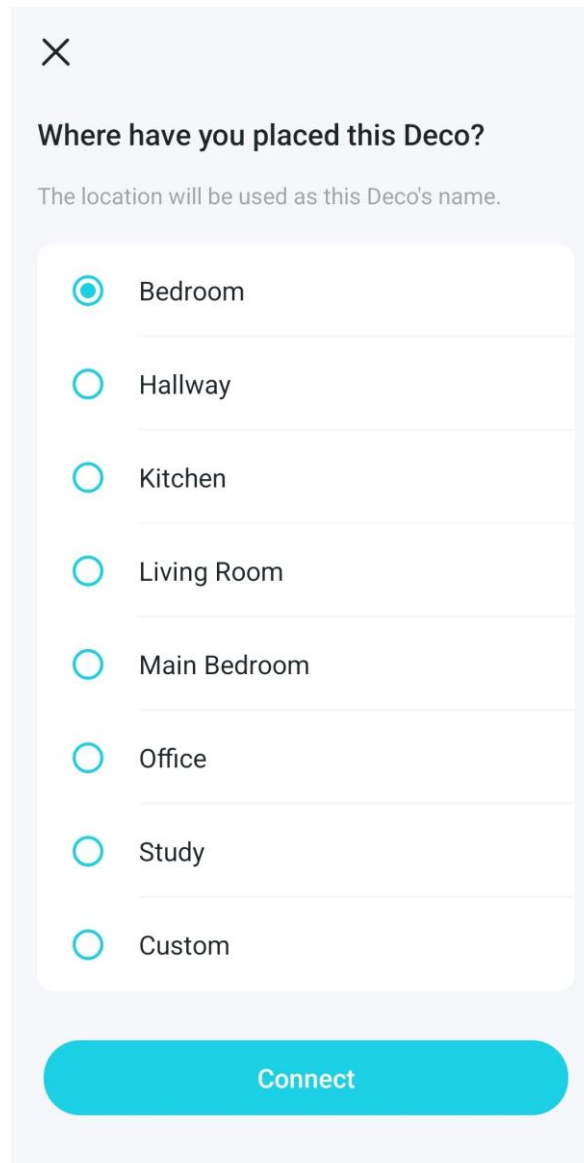 Where have you placed this Deco?
The location will be used as this Deco's name.
Bedroom
Hallway
Kitchen
Living Room
Main Bedroom
Office
Study
Custom
Connect